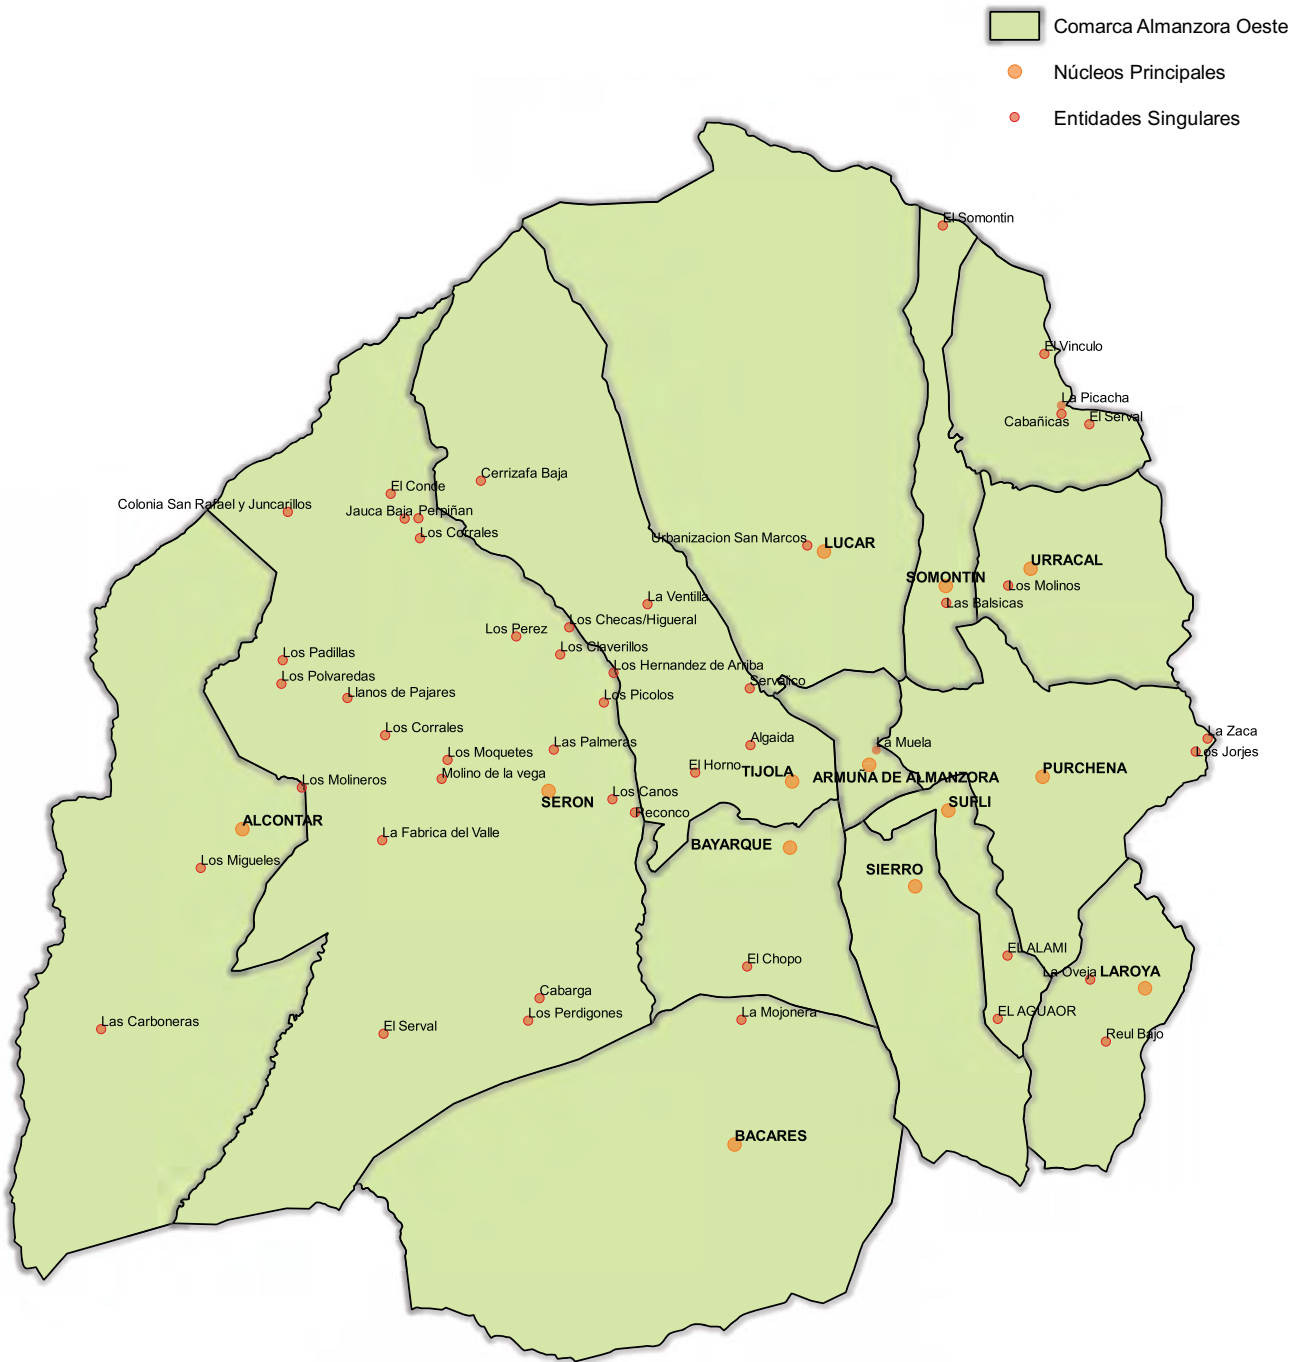 Comarca Almanzora Oeste
Núcleos Principales
Entidades Singulares
El Somontin
El Vinculo
La Picacha
Cabañicas
El Serval
Cerrizafa Baja
El Conde
Colonia San Rafael y Juncarillos
Jauca Baja
Perpiñan
Los Corrales
Urbanizacion San Marcos
LUCAR
URRACAL
SOMONTIN
Los Molinos
Las Balsicas
La Ventilla
Los Checas/Higueral
Los Perez
Los Claverillos
Los Padillas
Los Hernandez de Arriba
Los Polvaredas
Servalico
Llanos de Pajares
Los Picolos
Los Corrales
La Zaca
Las Palmeras
Algaida
La Muela
Los Moquetes
Los Jorjes
El Horno
TIJOLA
PURCHENA
Los Molineros
Molino de la vega
ARMUÑA DE ALMANZORA
Los Canos
SERON
SUFLI
Reconco
ALCONTAR
La Fabrica del Valle
BAYARQUE
Los Migueles
SIERRO
EL ALAMI
El Chopo
La Oveja
LAROYA
Cabarga
Los Perdigones
La Mojonera
EL AGUAOR
Las Carboneras
El Serval
Reul Bajo
BACARES